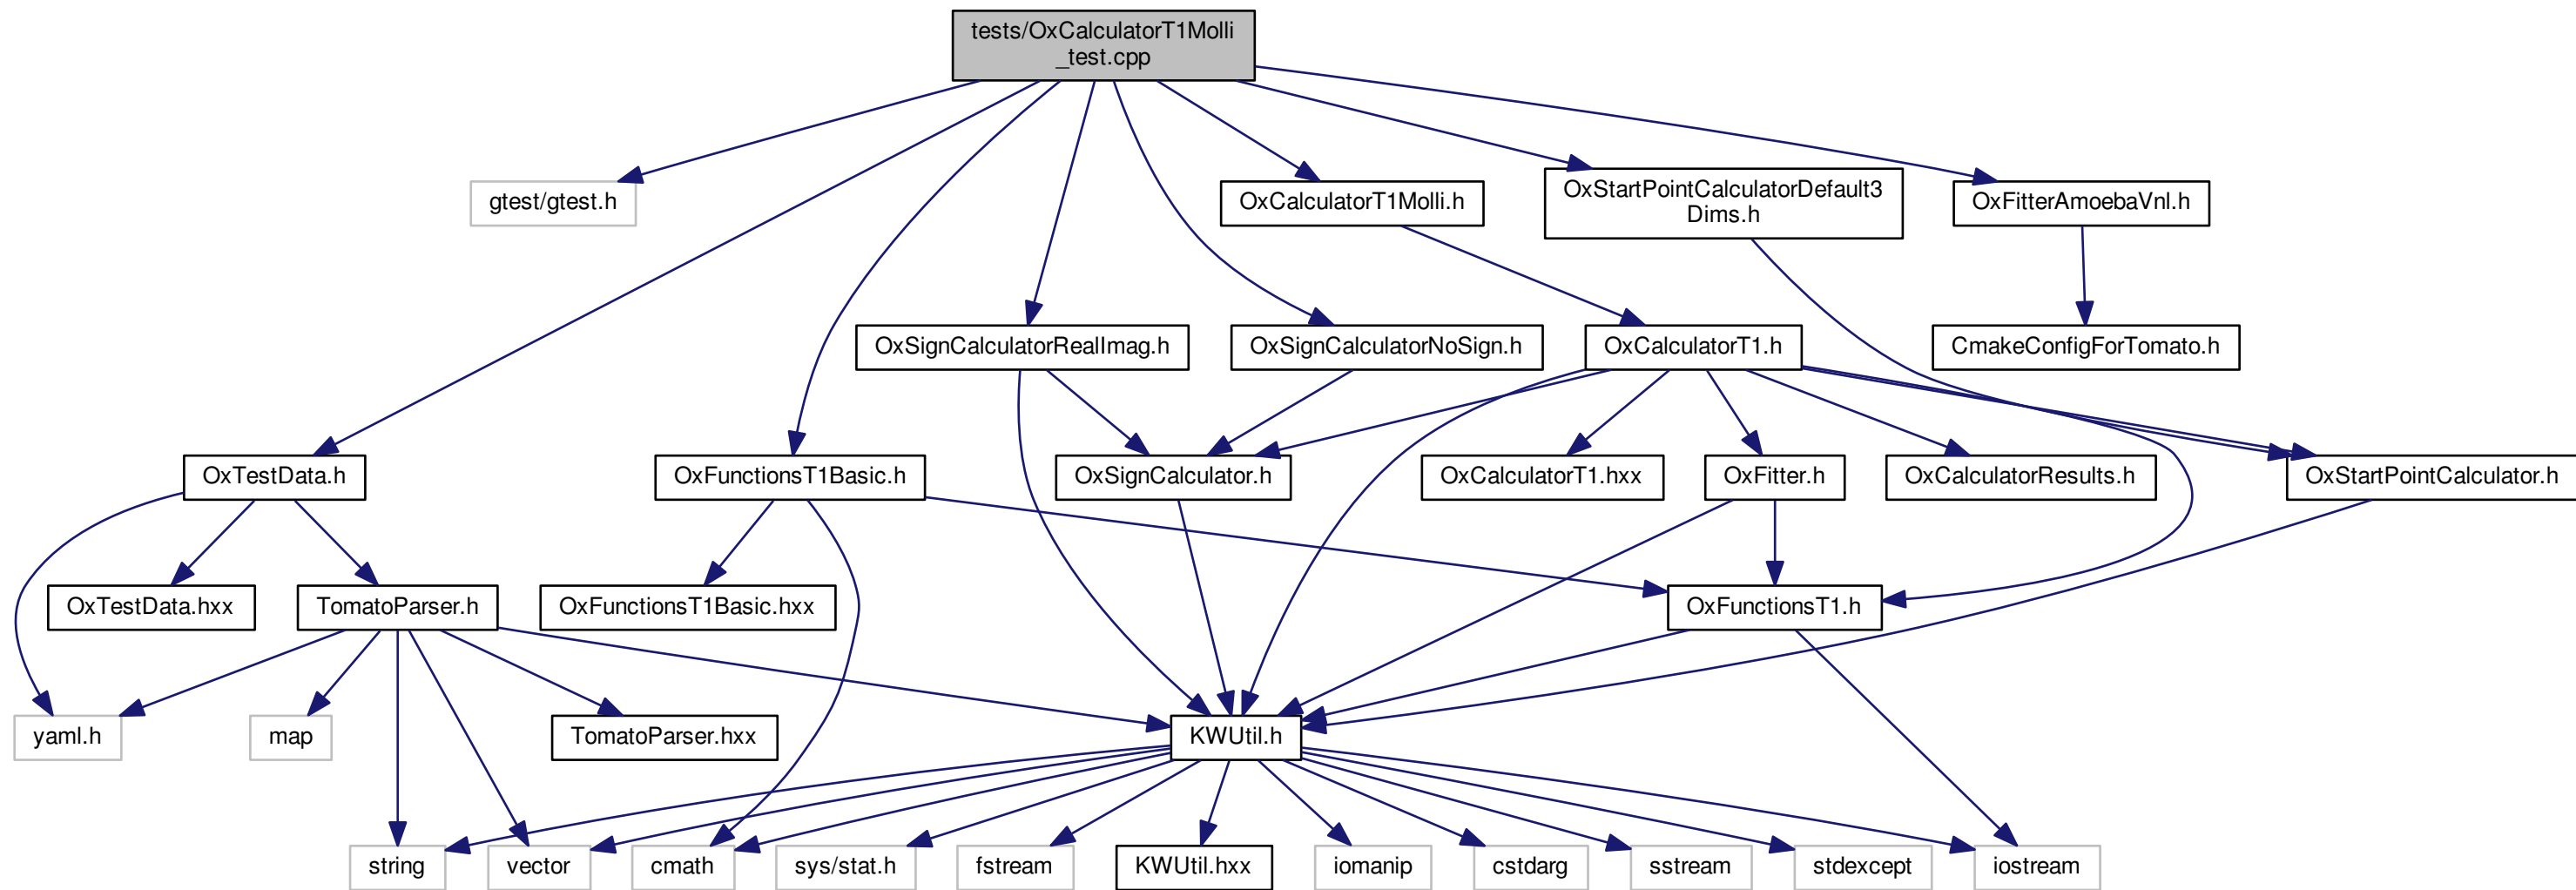 tests/OxCalculatorT1Molli
_test.cpp
gtest/gtest.h
OxCalculatorT1Molli.h
OxStartPointCalculatorDefault3
Dims.h
OxFitterAmoebaVnl.h
OxSignCalculatorRealImag.h
OxSignCalculatorNoSign.h
OxCalculatorT1.h
CmakeConfigForTomato.h
OxTestData.h
OxFunctionsT1Basic.h
OxSignCalculator.h
OxCalculatorT1.hxx
OxFitter.h
OxCalculatorResults.h
OxStartPointCalculator.h
OxTestData.hxx
TomatoParser.h
OxFunctionsT1Basic.hxx
OxFunctionsT1.h
yaml.h
map
TomatoParser.hxx
KWUtil.h
string
vector
cmath
sys/stat.h
fstream
KWUtil.hxx
iomanip
cstdarg
sstream
stdexcept
iostream